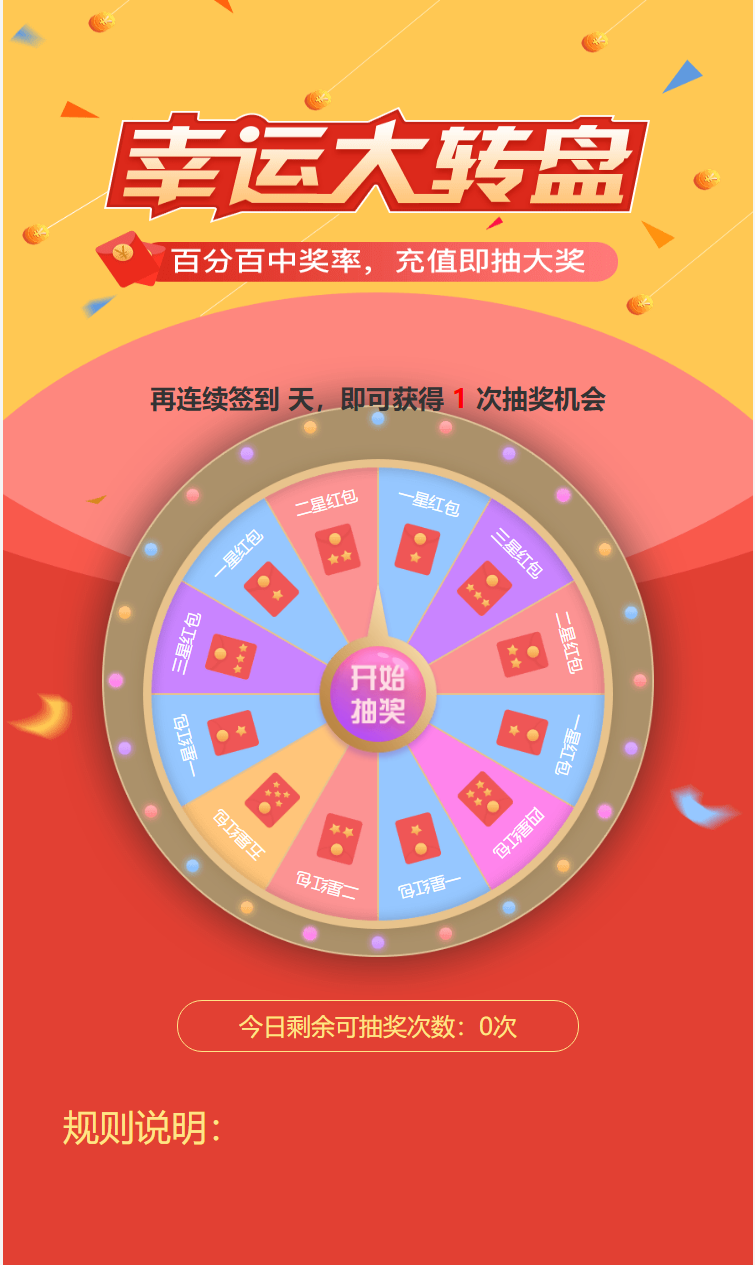 幸运大转盘
百分百中奖率，充值即抽大奖
再连续签到 天，即可获得 1 次抽奖机会
一星红包
三星红包
二星红包
一星红包
四星红包
一星红包
二星红包
五星红包
一星红包
三星红包
一星红包
二星红包
开始
抽奖
今日剩余可抽奖次数：0次
规则说明：